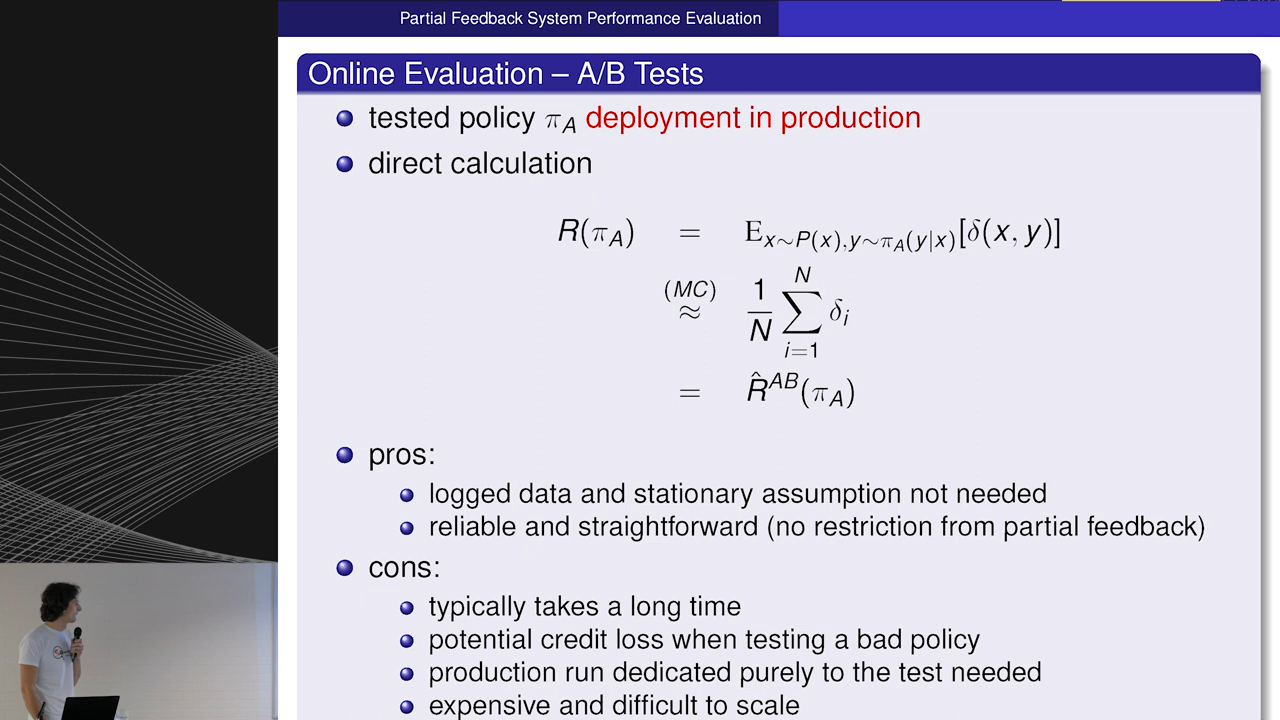 Partial Feedback System Performance Evaluation
Online Evaluation – A/B Tests
tested policy π_A deployment in production
direct calculation
R(π_A) = E_{x∼P(x),y∼π_A(y|x)}[δ(x, y)]
(MC) ≈ 1/N ∑_{i=1}^{N} δ_i
= R̂^{AB}(π_A)
pros:
logged data and stationary assumption not needed
reliable and straightforward (no restriction from partial feedback)
cons:
typically takes a long time
potential credit loss when testing a bad policy
production run dedicated purely to the test needed
expensive and difficult to scale